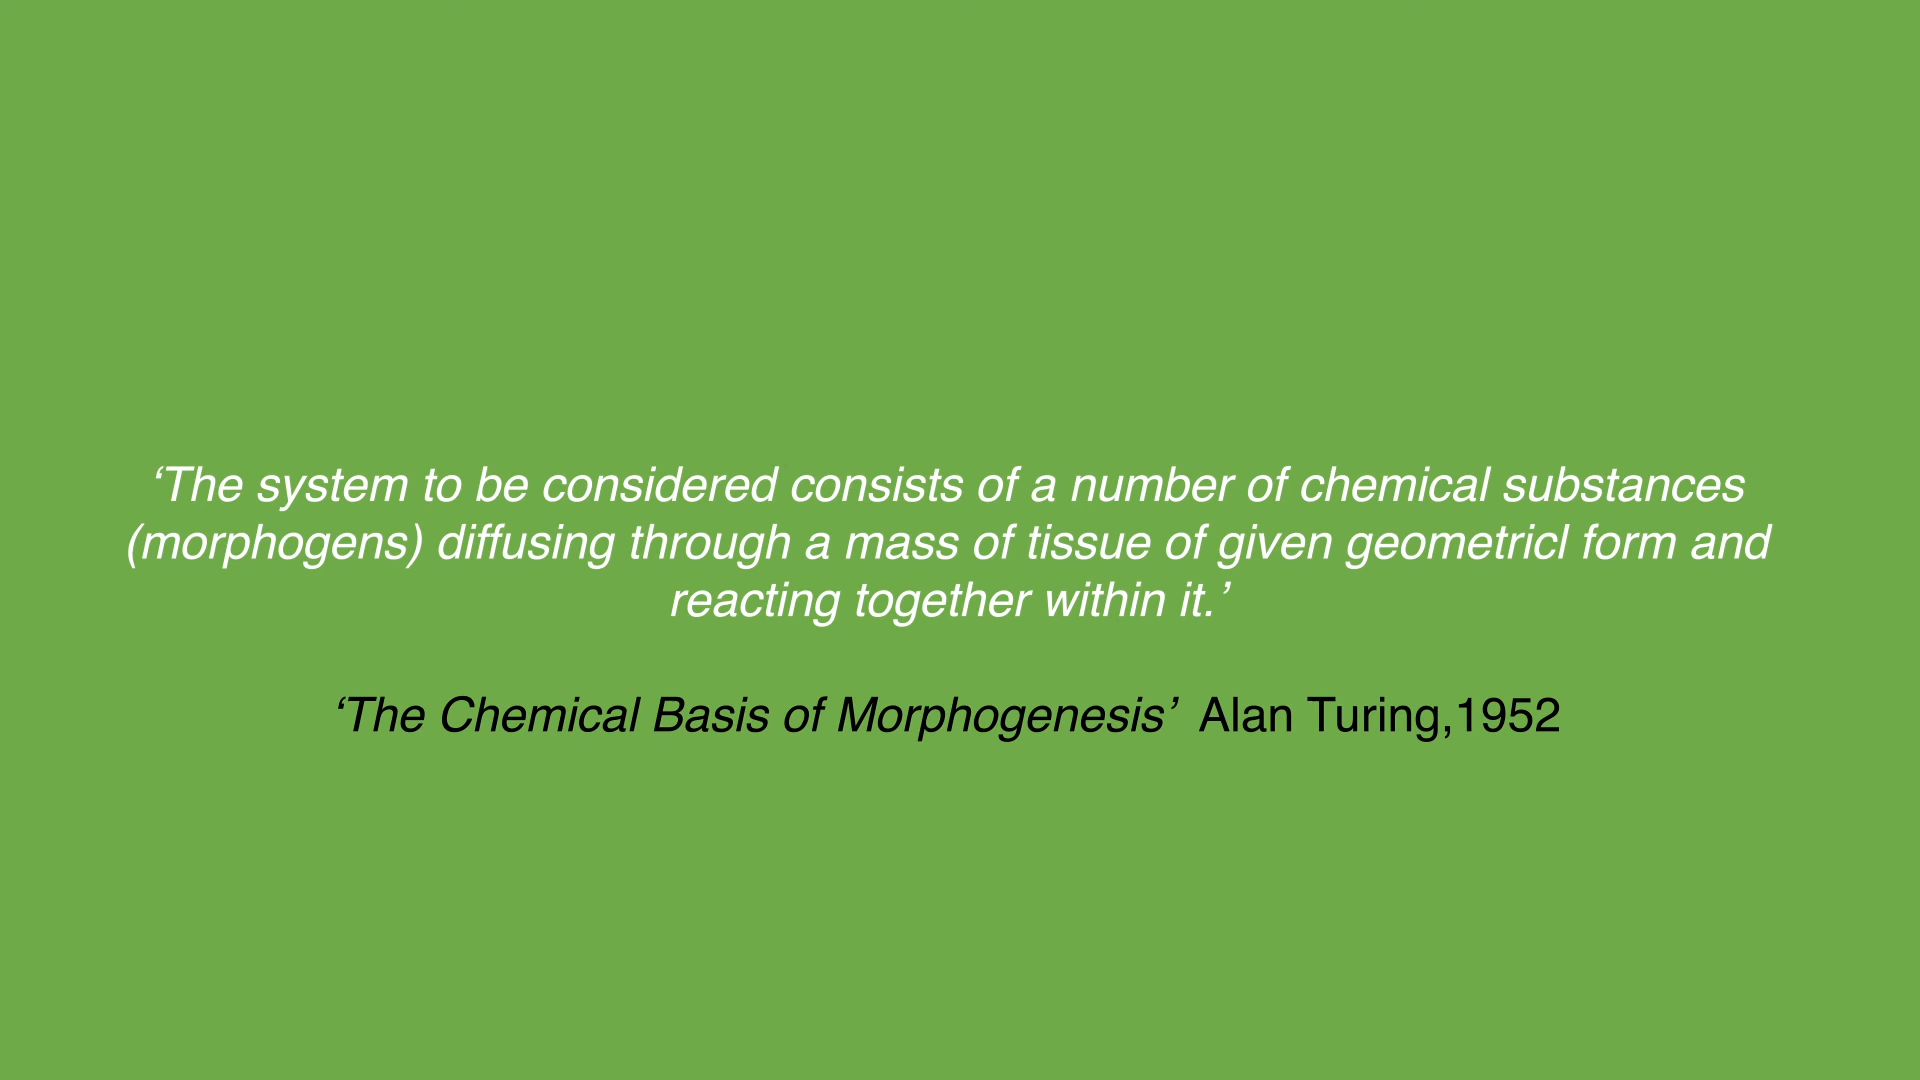 ‘The system to be considered consists of a number of chemical substances
(morphogens) diffusing through a mass of tissue of given geometricl form and
reacting together within it.’
‘The Chemical Basis of Morphogenesis’ Alan Turing,1952